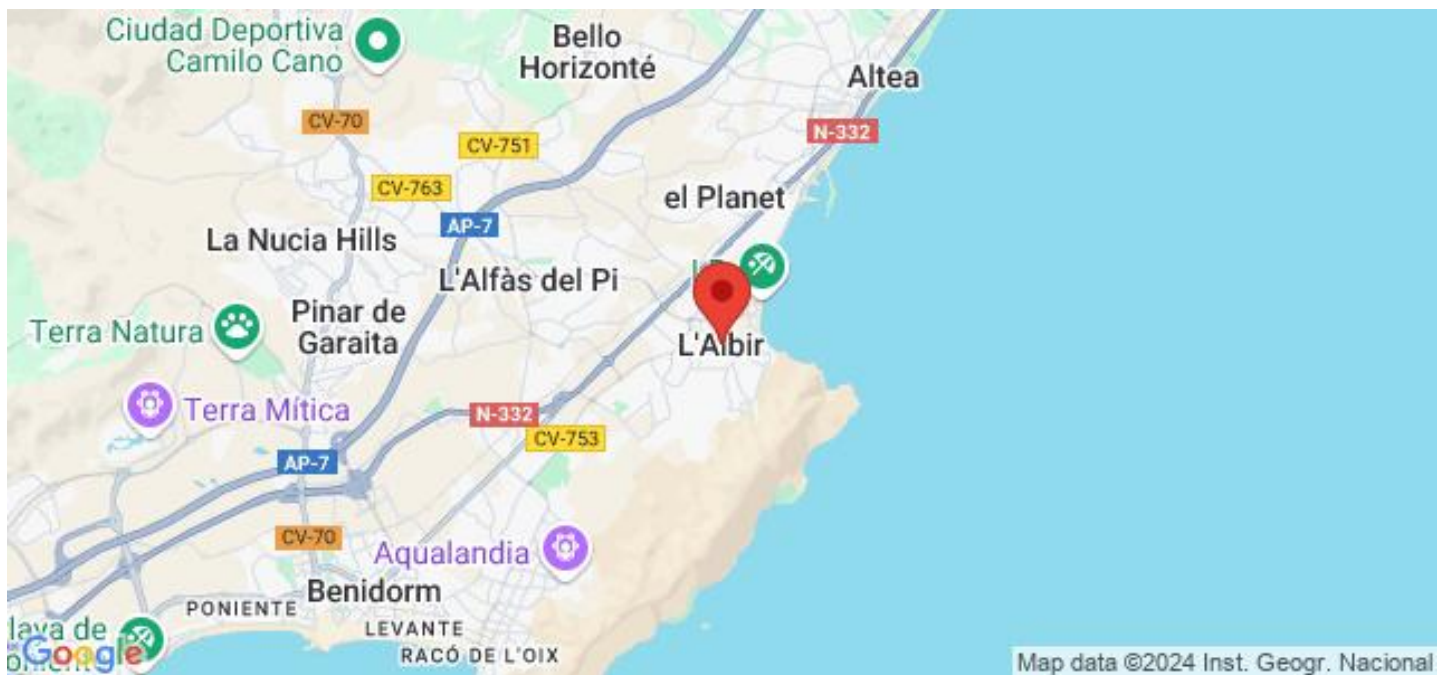 Ciudad Deportiva
Camilo Cano
Bello
Horizonté
Altea
CV-70
N-332
CV-751
CV-763
el Planet
AP-7
La Nucia Hills
L'Alfàs del Pi
Pinar de
Garaita
Terra Natura
L'Albir
Terra Mítica
N-332
CV-753
AP-7
CV-70
Aqualandia
Benidorm
PONIENTE
LEVANTE
RACÓ DE L'OIX
laya de
Google
Map data ©2024 Inst. Geogr. Nacional